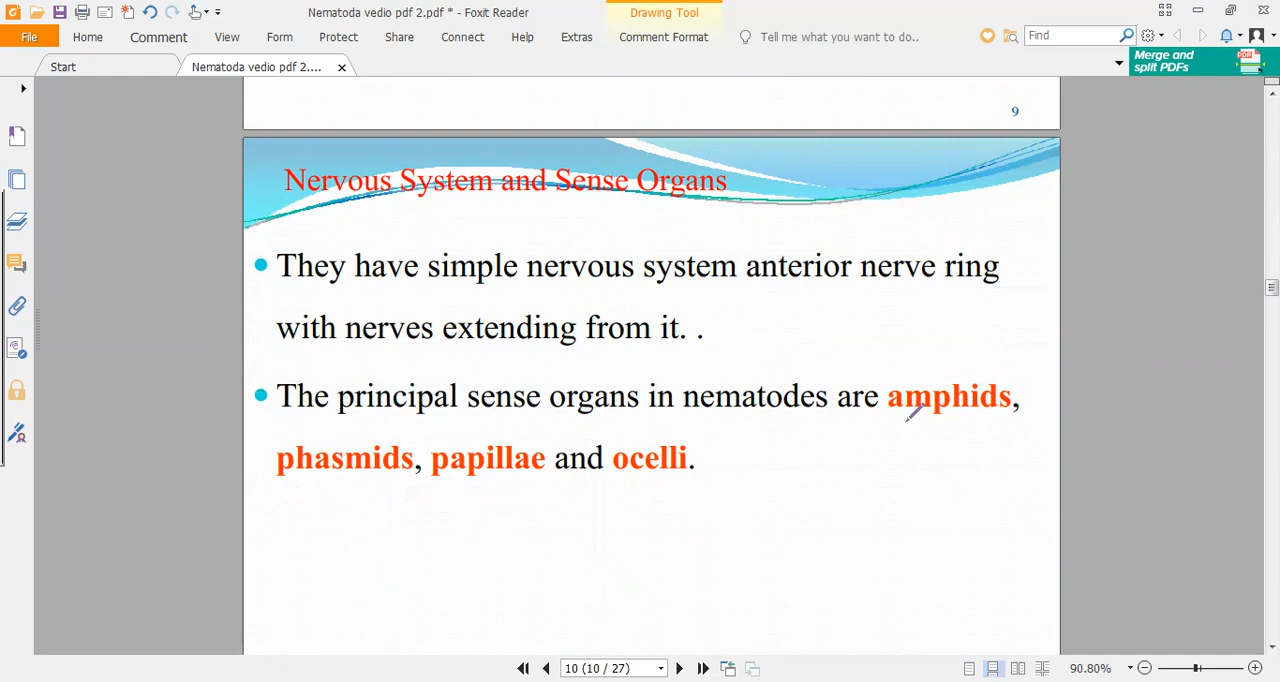 Nematoda vedio pdf 2.pdf * - Foxit Reader
Drawing Tool
File Home Comment View Form Protect Share Connect Help Extras Comment Format Tell me what you want to do.. Find
Start Nematoda vedio pdf 2.... Merge and split PDFs
9
Nervous System and Sense Organs
They have simple nervous system anterior nerve ring
with nerves extending from it. .
The principal sense organs in nematodes are amphids,
phasmids, papillae and ocelli.
10 (10 / 27) 90.80%